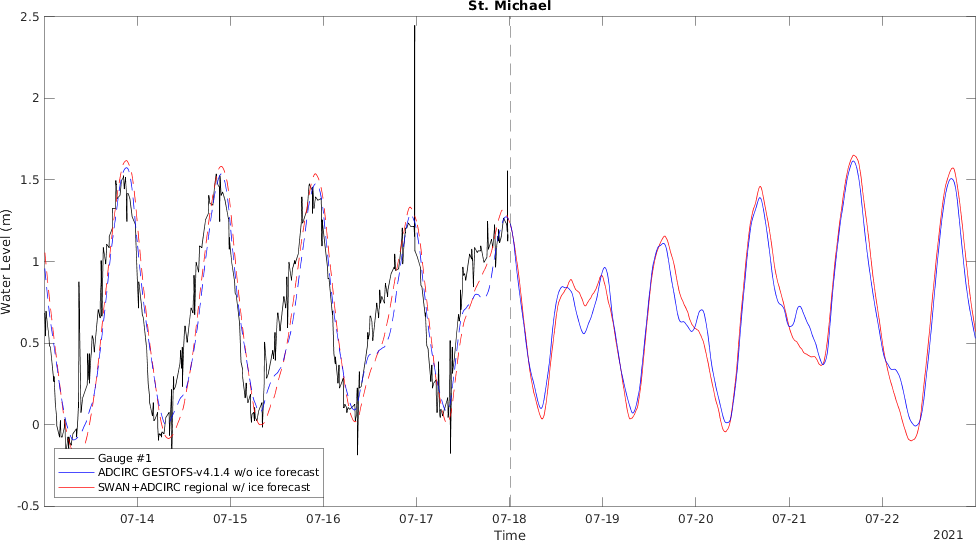 St. Michael
Water Level (m)
2.5
2
1.5
1
0.5
0
-0.5
Gauge #1
ADCIRC GESTOFS-v4.1.4 w/o ice forecast
SWAN+ADCIRC regional w/ ice forecast
07-14 07-15 07-16 07-17 07-18 07-19 07-20 07-21 07-22
Time
2021